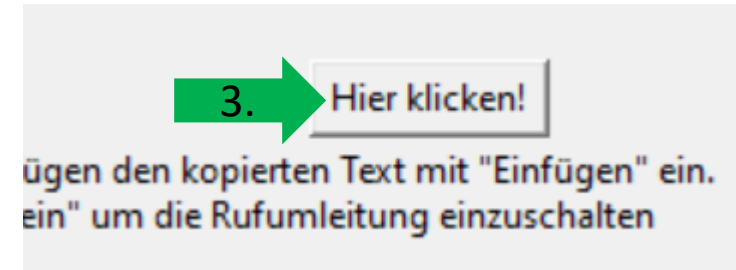 3.
Hier klicken!
ügen den kopierten Text mit "Einfügen" ein.
ein" um die Rufumleitung einzuschalten